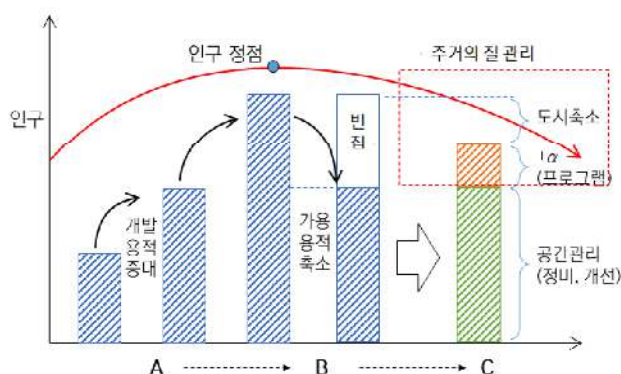 인구 정점
주거의 질 관리
인구
빈
집
도시축소
+α
(프로그램)
개발
용적
증대
가용
용적
축소
공간관리
(정비, 개선)
A
B
C